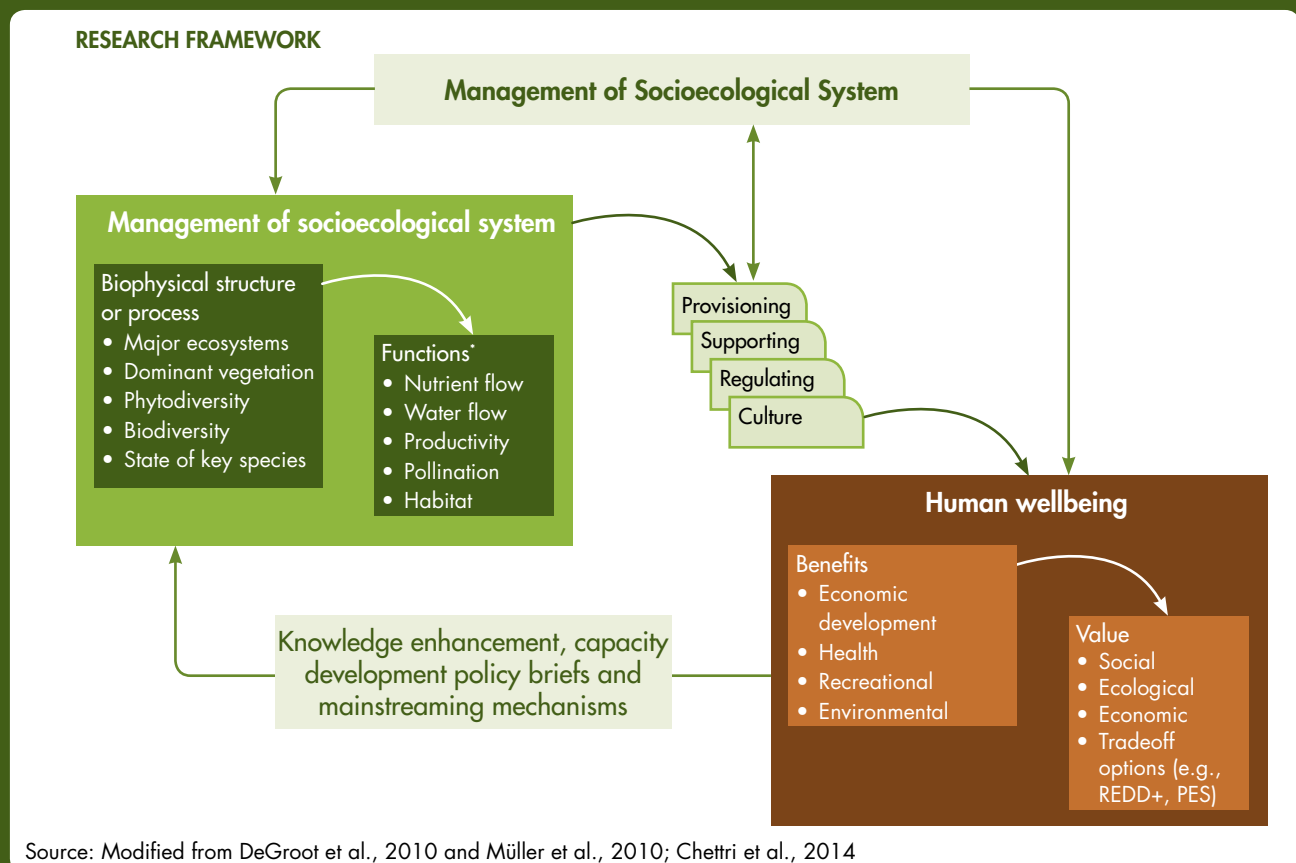 RESEARCH FRAMEWORK
Management of Socioecological System
Management of socioecological system
Biophysical structure
or process
• Major ecosystems
• Dominant vegetation
• Phytodiversity
• Biodiversity
• State of key species
Functions*
• Nutrient flow
• Water flow
• Productivity
• Pollination
• Habitat
Provisioning
Supporting
Regulating
Culture
Human wellbeing
Benefits
• Economic
development
• Health
• Recreational
• Environmental
Value
• Social
• Ecological
• Economic
• Tradeoff
options (e.g.,
REDD+, PES)
Knowledge enhancement, capacity
development policy briefs and
mainstreaming mechanisms
Source: Modified from DeGroot et al., 2010 and Müller et al., 2010; Chettri et al., 2014